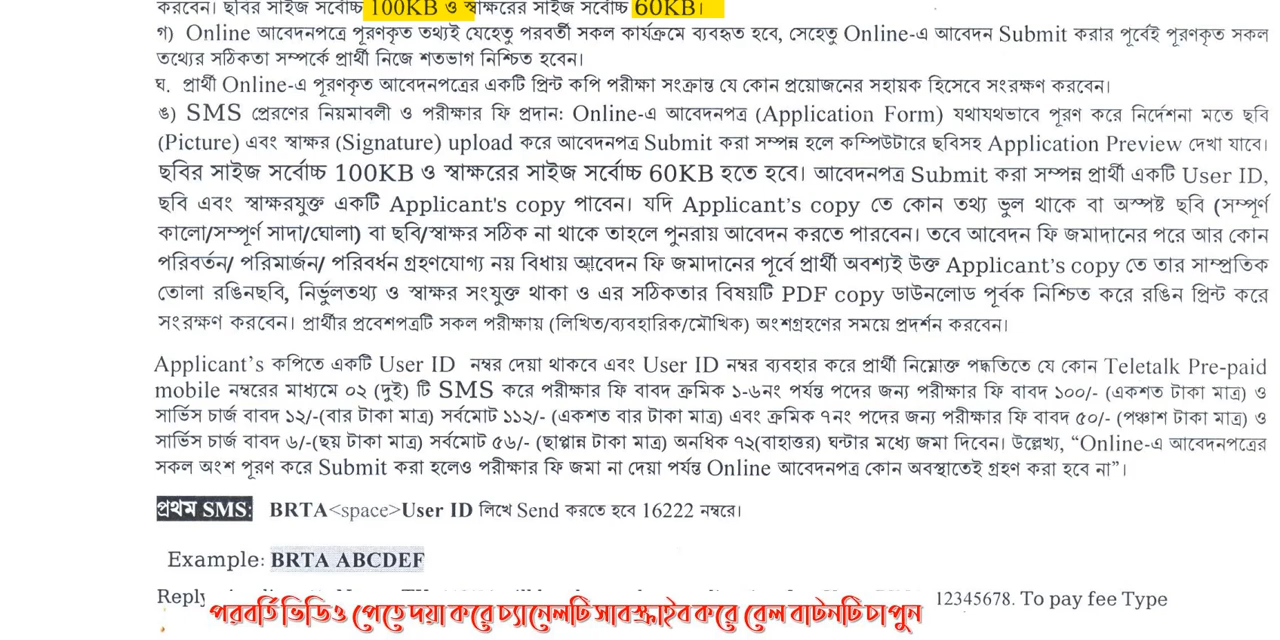 করবেন। ছবির সাইজ সর্বোচ্চ 100KB ও স্বাক্ষরের সাইজ সর্বোচ্চ 60KB।
গ) Online আবেদনপত্রে পূরণকৃত তথ্যই যেহেতু পরবর্তী সকল কার্যক্রমে ব্যবহৃত হবে, সেহেতু Online-এ আবেদন Submit করার পূর্বেই পূরণকৃত সকল
তথ্যের সঠিকতা সম্পর্কে প্রার্থী নিজে শতভাগ নিশ্চিত হবেন।
ঘ. প্রার্থী Online-এ পূরণকৃত আবেদনপত্রের একটি প্রিন্ট কপি পরীক্ষা সংক্রান্ত যে কোন প্রয়োজনের সহায়ক হিসেবে সংরক্ষণ করবেন।
ঙ) SMS প্রেরণের নিয়মাবলী ও পরীক্ষার ফি প্রদান: Online-এ আবেদনপত্র (Application Form) যথাযথভাবে পূরণ করে নির্দেশনা মতে ছবি
(Picture) এবং স্বাক্ষর (Signature) upload করে আবেদনপত্র Submit করা সম্পন্ন হলে কম্পিউটারে ছবিসহ Application Preview দেখা যাবে।
ছবির সাইজ সর্বোচ্চ 100KB ও স্বাক্ষরের সাইজ সর্বোচ্চ 60KB হতে হবে। আবেদনপত্র Submit করা সম্পন্ন প্রার্থী একটি User ID,
ছবি এবং স্বাক্ষরযুক্ত একটি Applicant's copy পাবেন। যদি Applicant's copy তে কোন তথ্য ভুল থাকে বা অস্পষ্ট ছবি (সম্পূর্ণ
কালো/সম্পূর্ণ সাদা/ঘোলা) বা ছবি/স্বাক্ষর সঠিক না থাকে তাহলে পুনরায় আবেদন করতে পারবেন। তবে আবেদন ফি জমাদানের পরে আর কোন
পরিবর্তন/ পরিমার্জন/ পরিবর্ধন গ্রহণযোগ্য নয় বিধায় আবেদন ফি জমাদানের পূর্বে প্রার্থী অবশ্যই উক্ত Applicant's copy তে তার সাম্প্রতিক
তোলা রঙিনছবি, নির্ভুলতথ্য ও স্বাক্ষর সংযুক্ত থাকা ও এর সঠিকতার বিষয়টি PDF copy ডাউনলোড পূর্বক নিশ্চিত করে রঙিন প্রিন্ট করে
সংরক্ষণ করবেন। প্রার্থীর প্রবেশপত্রটি সকল পরীক্ষায় (লিখিত/ব্যবহারিক/মৌখিক) অংশগ্রহণের সময়ে প্রদর্শন করবেন।
Applicant's কপিতে একটি User ID নম্বর দেয়া থাকবে এবং User ID নম্বর ব্যবহার করে প্রার্থী নিম্নোক্ত পদ্ধতিতে যে কোন Teletalk Pre-paid
mobile নম্বরের মাধ্যমে ০২ (দুই) টি SMS করে পরীক্ষার ফি বাবদ ক্রমিক ১-৬নং পর্যন্ত পদের জন্য পরীক্ষার ফি বাবদ ১০০/- (একশত টাকা মাত্র) ও
সার্ভিস চার্জ বাবদ ১২/-(বার টাকা মাত্র) সর্বমোট ১১২/- (একশত বার টাকা মাত্র) এবং ক্রমিক ৭নং পদের জন্য পরীক্ষার ফি বাবদ ৫০/- (পঞ্চাশ টাকা মাত্র) ও
সার্ভিস চার্জ বাবদ ৬/-(ছয় টাকা মাত্র) সর্বমোট ৫৬/- (ছাপ্পান্ন টাকা মাত্র) অনধিক ৭২(বাহাত্তর) ঘন্টার মধ্যে জমা দিবেন। উল্লেখ্য, “Online-এ আবেদনপত্রের
সকল অংশ পূরণ করে Submit করা হলেও পরীক্ষার ফি জমা না দেয়া পর্যন্ত Online আবেদনপত্র কোন অবস্থাতেই গ্রহণ করা হবে না”।
প্রথম SMS: BRTA<space>User ID লিখে Send করতে হবে 16222 নম্বরে।
Example: BRTA ABCDEF
Reply 12345678. To pay fee Type
পরবর্তি ভিডিও পেতে দয়া করে চ্যানেলটি সাবস্ক্রাইব করে বেল বাটনটি চাপুন